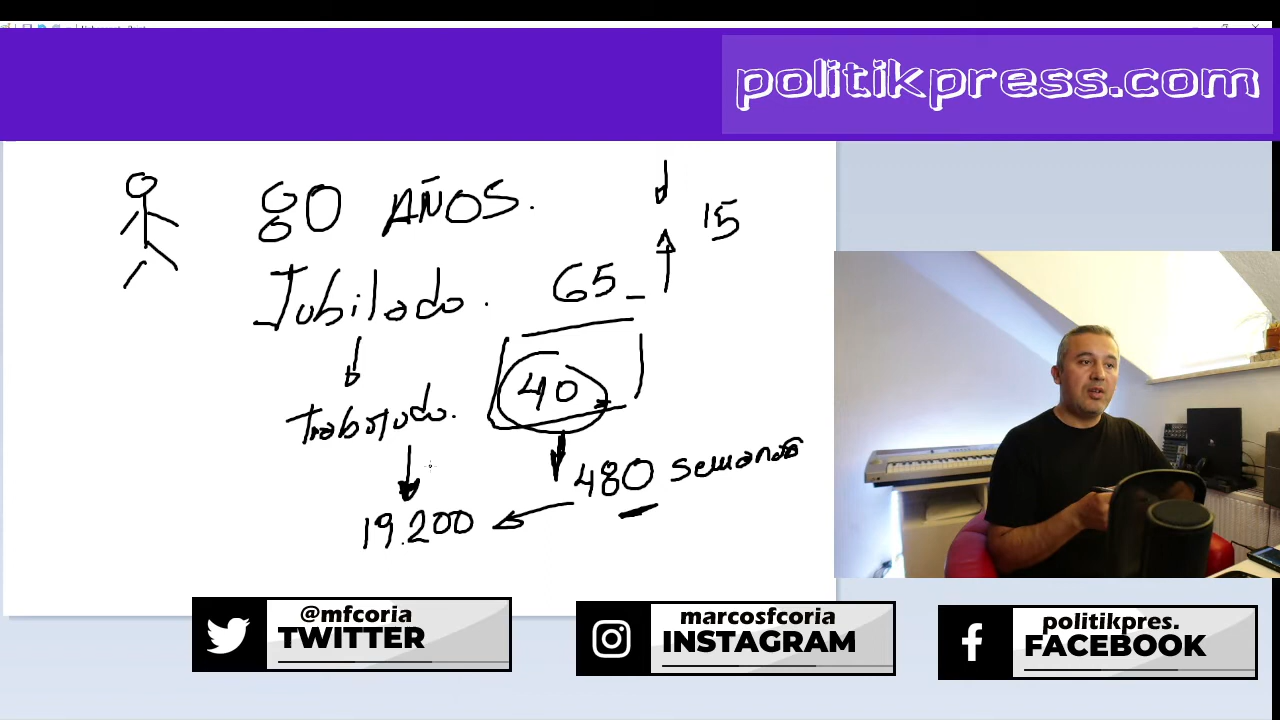 politikpress.com
80 AÑOS.
15
Jubilado. 65
40
Trabajado.
480 semanas
19.200
@mfcoria
TWITTER
marcosfcoria
INSTAGRAM
politikpres.
FACEBOOK